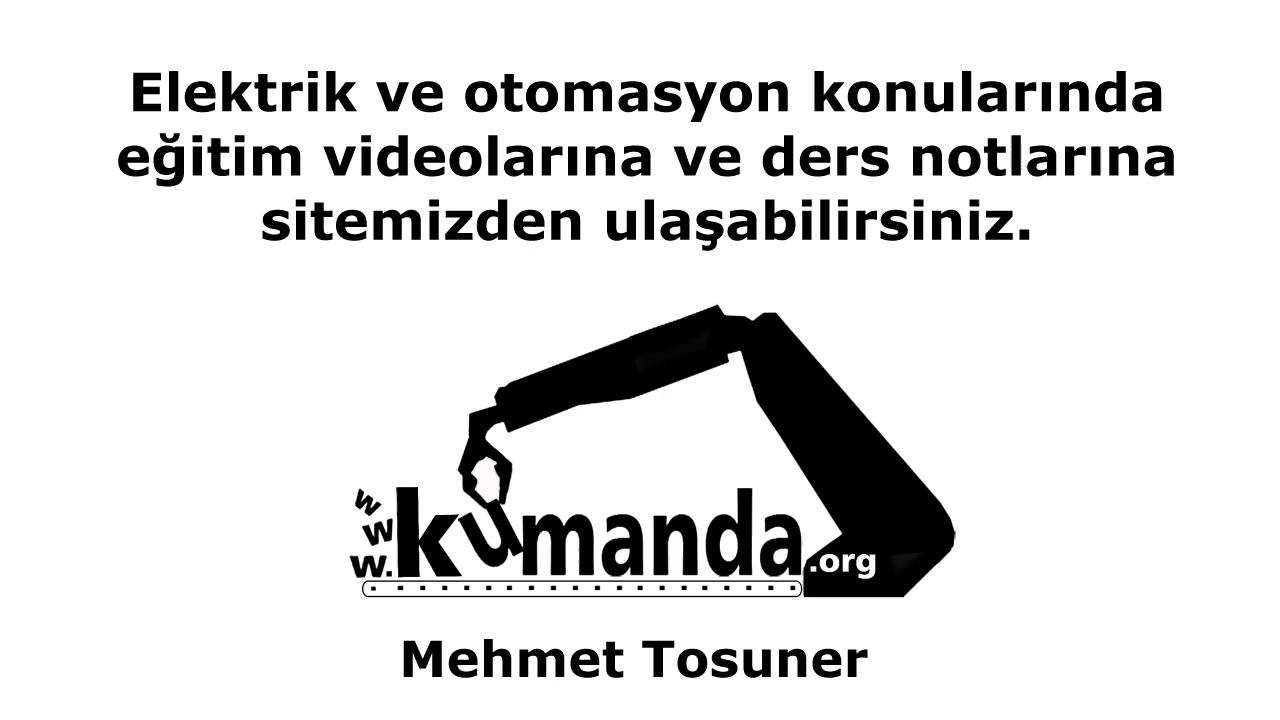 Elektrik ve otomasyon konularında
eğitim videolarına ve ders notlarına
sitemizden ulaşabilirsiniz.
www.kumanda.org
Mehmet Tosuner